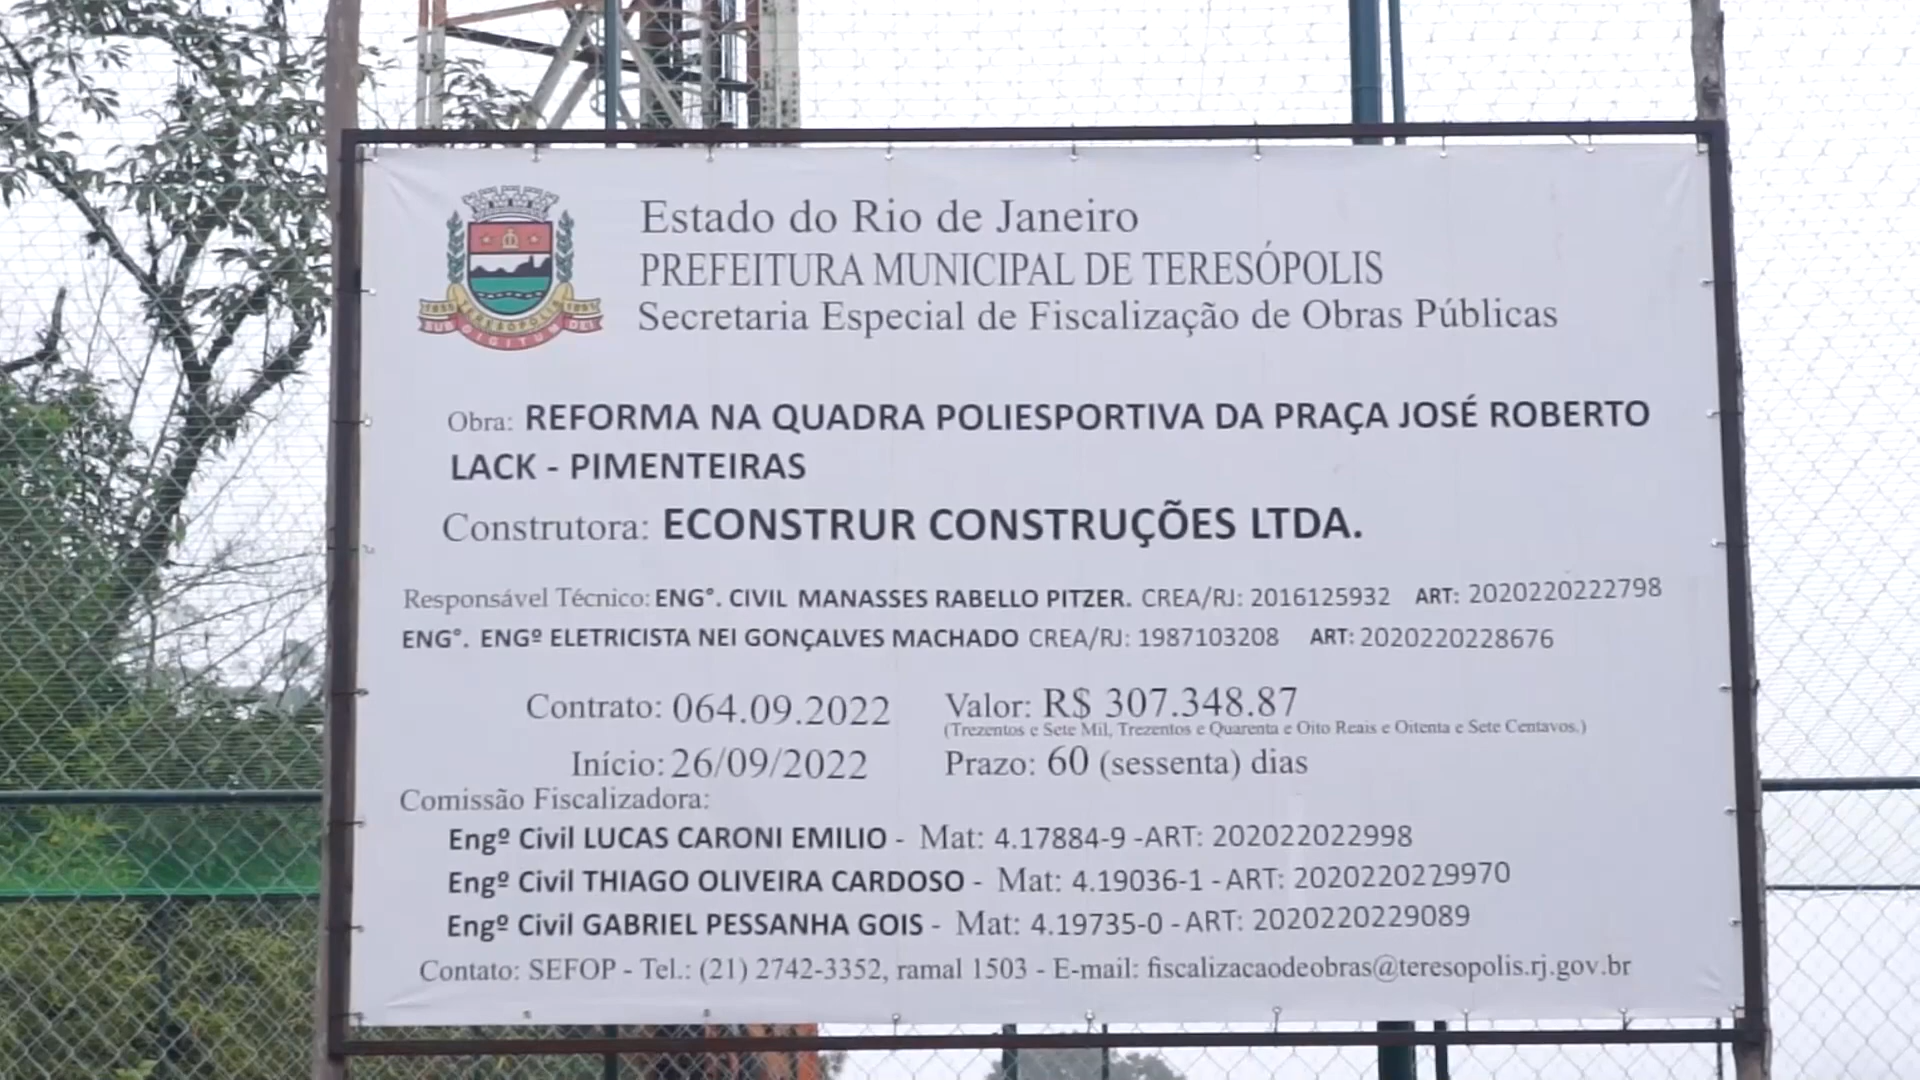 Estado do Rio de Janeiro
PREFEITURA MUNICIPAL DE TERESÓPOLIS
Secretaria Especial de Fiscalização de Obras Públicas
1855 TERESÓPOLIS 1891
SUB DIGITUM DEI
Obra: REFORMA NA QUADRA POLIESPORTIVA DA PRAÇA JOSÉ ROBERTO
LACK - PIMENTEIRAS
Construtora: ECONSTRUR CONSTRUÇÕES LTDA.
Responsável Técnico: ENG°. CIVIL MANASSES RABELLO PITZER. CREA/RJ: 2016125932 ART: 2020220222798
ENG°. ENGº ELETRICISTA NEI GONÇALVES MACHADO CREA/RJ: 1987103208 ART: 2020220228676
Contrato: 064.09.2022 Valor: R$ 307.348.87
(Trezentos e Sete Mil, Trezentos e Quarenta e Oito Reais e Oitenta e Sete Centavos.)
Início: 26/09/2022 Prazo: 60 (sessenta) dias
Comissão Fiscalizadora:
Engº Civil LUCAS CARONI EMILIO - Mat: 4.17884-9 -ART: 202022022998
Engº Civil THIAGO OLIVEIRA CARDOSO - Mat: 4.19036-1 -ART: 2020220229970
Engº Civil GABRIEL PESSANHA GOIS - Mat: 4.19735-0 -ART: 2020220229089
Contato: SEFOP - Tel.: (21) 2742-3352, ramal 1503 - E-mail: fiscalizacaodeobras@teresopolis.rj.gov.br